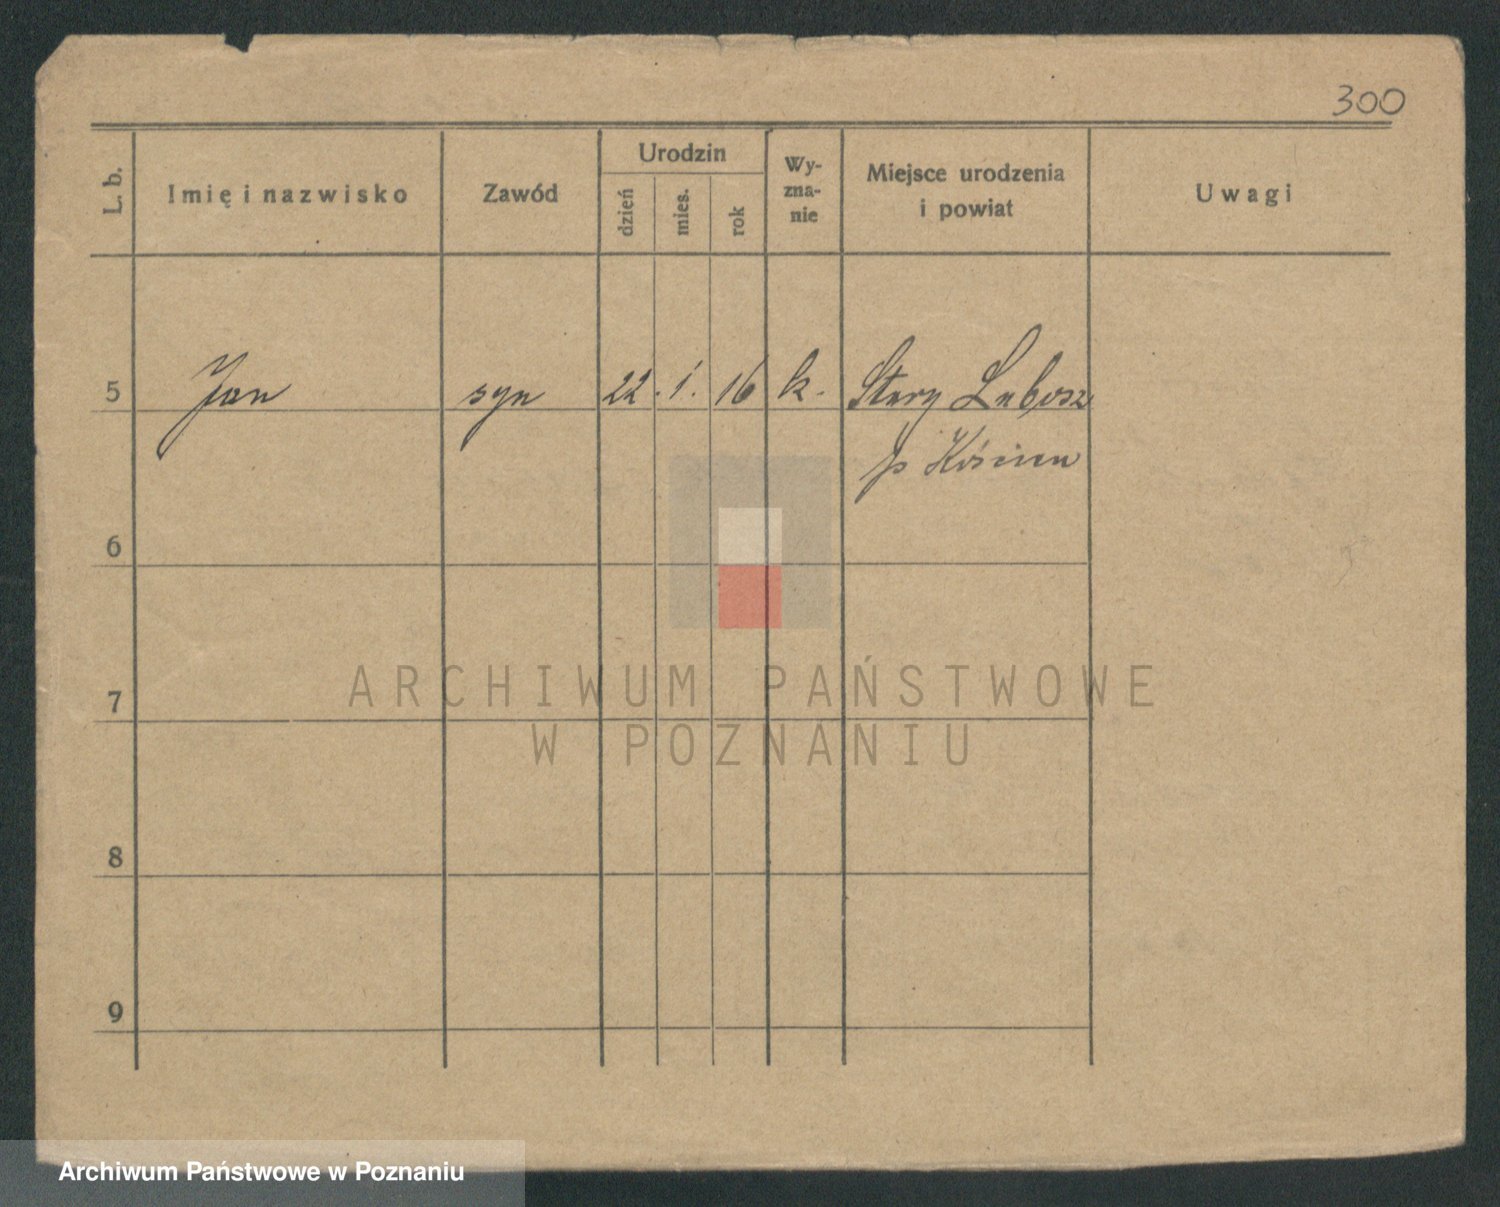 300
L. b.
Imię i nazwisko
Zawód
Urodzin
dzień
mies.
rok
Wy-
zna-
nie
Miejsce urodzenia
i powiat
Uwagi
5 Jan syn 22. 1. 16 k. Stary Lubosz
p Kościan
6
7
8
9
ARCHIWUM PAŃSTWOWE
W POZNANIU
Archiwum Państwowe w Poznaniu